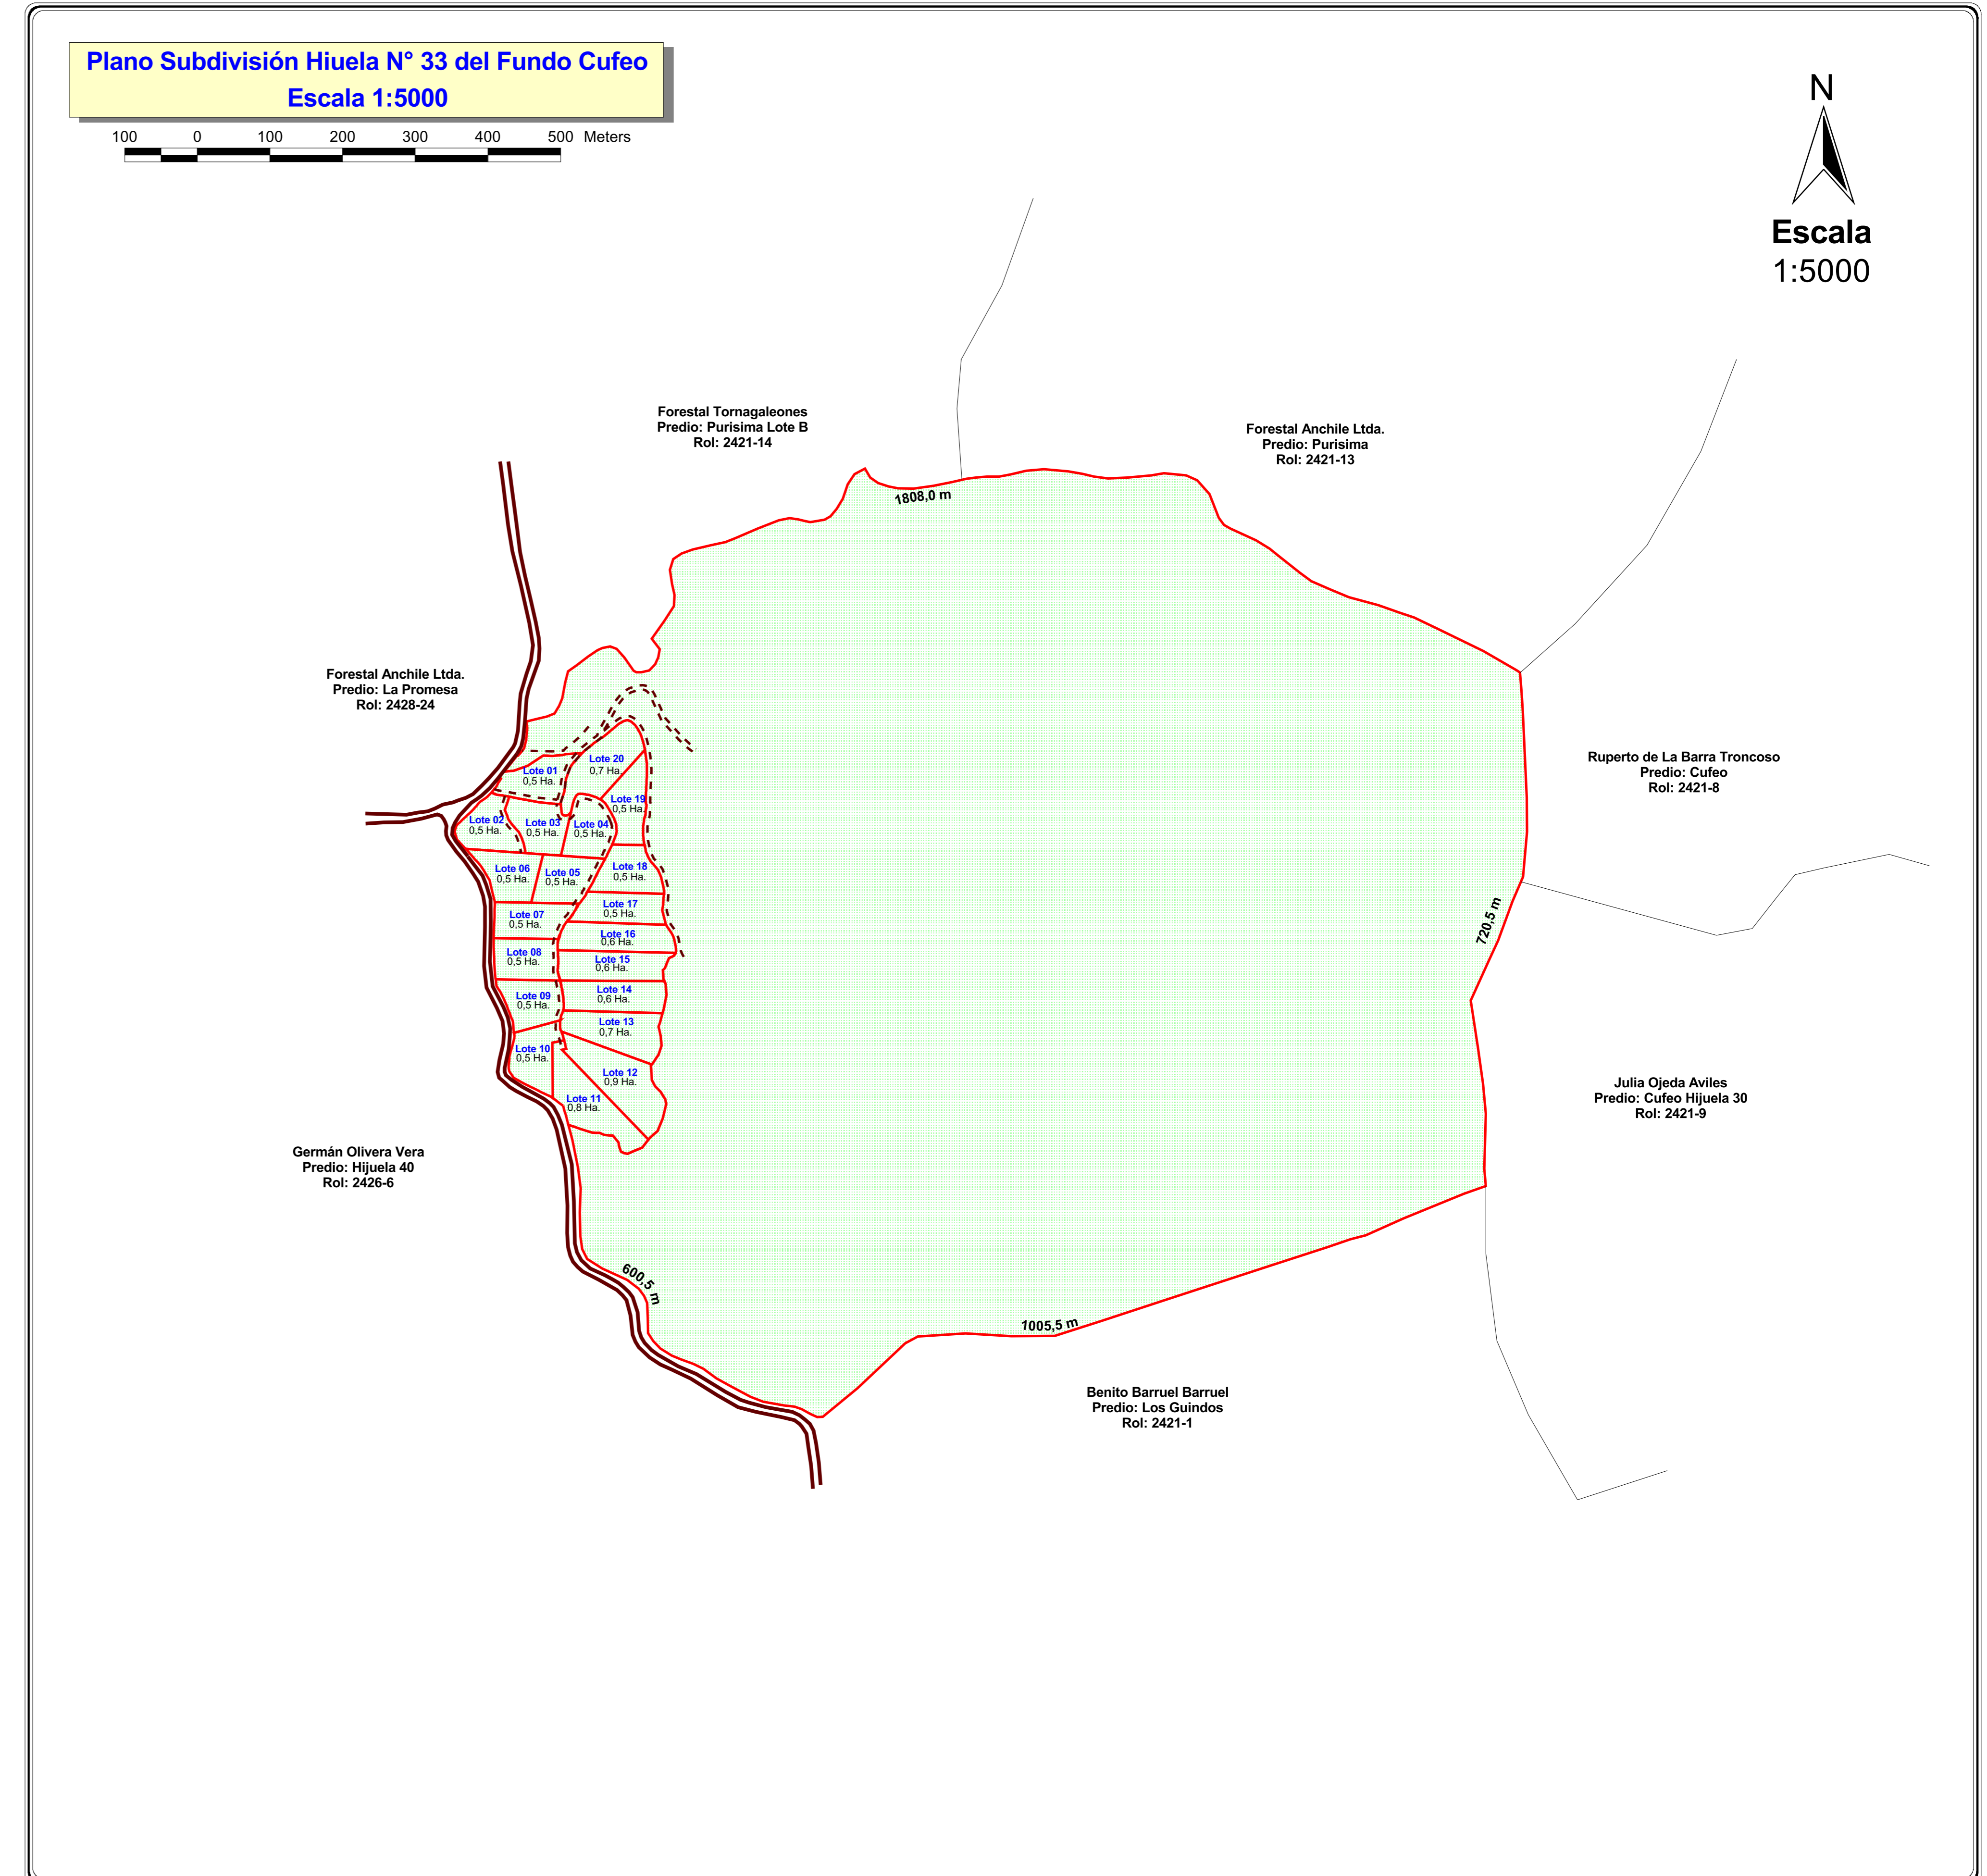 Plano Subdivisión Hiuela N° 33 del Fundo Cufeo
Escala 1:5000
100 0 100 200 300 400 500 Meters
N
Escala
1:5000
Forestal Tornagaleones
Predio: Purisima Lote B
Rol: 2421-14
Forestal Anchile Ltda.
Predio: Purisima
Rol: 2421-13
1808,0 m
Forestal Anchile Ltda.
Predio: La Promesa
Rol: 2428-24
Ruperto de La Barra Troncoso
Predio: Cufeo
Rol: 2421-8
Lote 01
0,5 Ha.
Lote 20
0,7 Ha.
Lote 19
0,5 Ha.
Lote 02
0,5 Ha.
Lote 03
0,5 Ha.
Lote 04
0,5 Ha.
Lote 06
0,5 Ha.
Lote 05
0,5 Ha.
Lote 18
0,5 Ha.
Lote 17
0,5 Ha.
Lote 07
0,5 Ha.
Lote 16
0,6 Ha.
Lote 08
0,5 Ha.
Lote 15
0,6 Ha.
Lote 09
0,5 Ha.
Lote 14
0,6 Ha.
Lote 13
0,7 Ha.
Lote 10
0,5 Ha.
Lote 12
0,9 Ha.
Lote 11
0,8 Ha.
720,5 m
Julia Ojeda Aviles
Predio: Cufeo Hijuela 30
Rol: 2421-9
Germán Olivera Vera
Predio: Hijuela 40
Rol: 2426-6
600,5 m
1005,5 m
Benito Barruel Barruel
Predio: Los Guindos
Rol: 2421-1